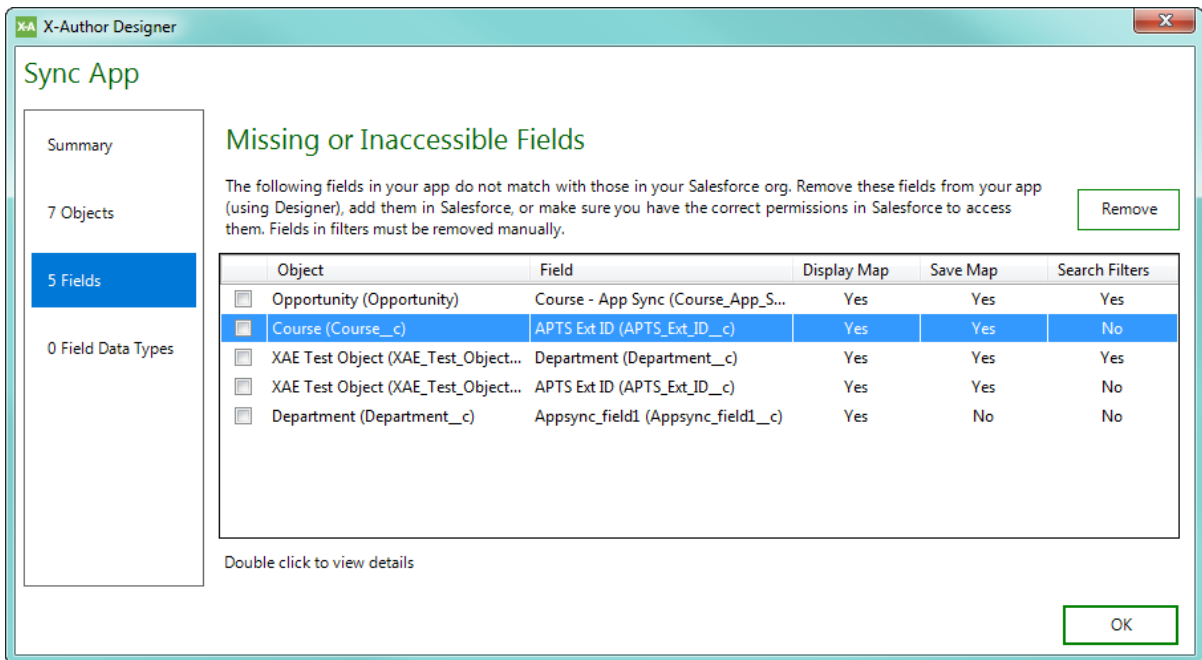 X-A X-Author Designer
Sync App
Summary
7 Objects
5 Fields
0 Field Data Types
Missing or Inaccessible Fields
The following fields in your app do not match with those in your Salesforce org. Remove these fields from your app
(using Designer), add them in Salesforce, or make sure you have the correct permissions in Salesforce to access
them. Fields in filters must be removed manually.
Remove
Object Field Display Map Save Map Search Filters
Opportunity (Opportunity) Course - App Sync (Course_App_S... Yes Yes Yes
Course (Course__c) APTS Ext ID (APTS_Ext_ID__c) Yes Yes No
XAE Test Object (XAE_Test_Object... Department (Department__c) Yes Yes Yes
XAE Test Object (XAE_Test_Object... APTS Ext ID (APTS_Ext_ID__c) Yes Yes No
Department (Department__c) Appsync_field1 (Appsync_field1__c) Yes No No
Double click to view details
OK